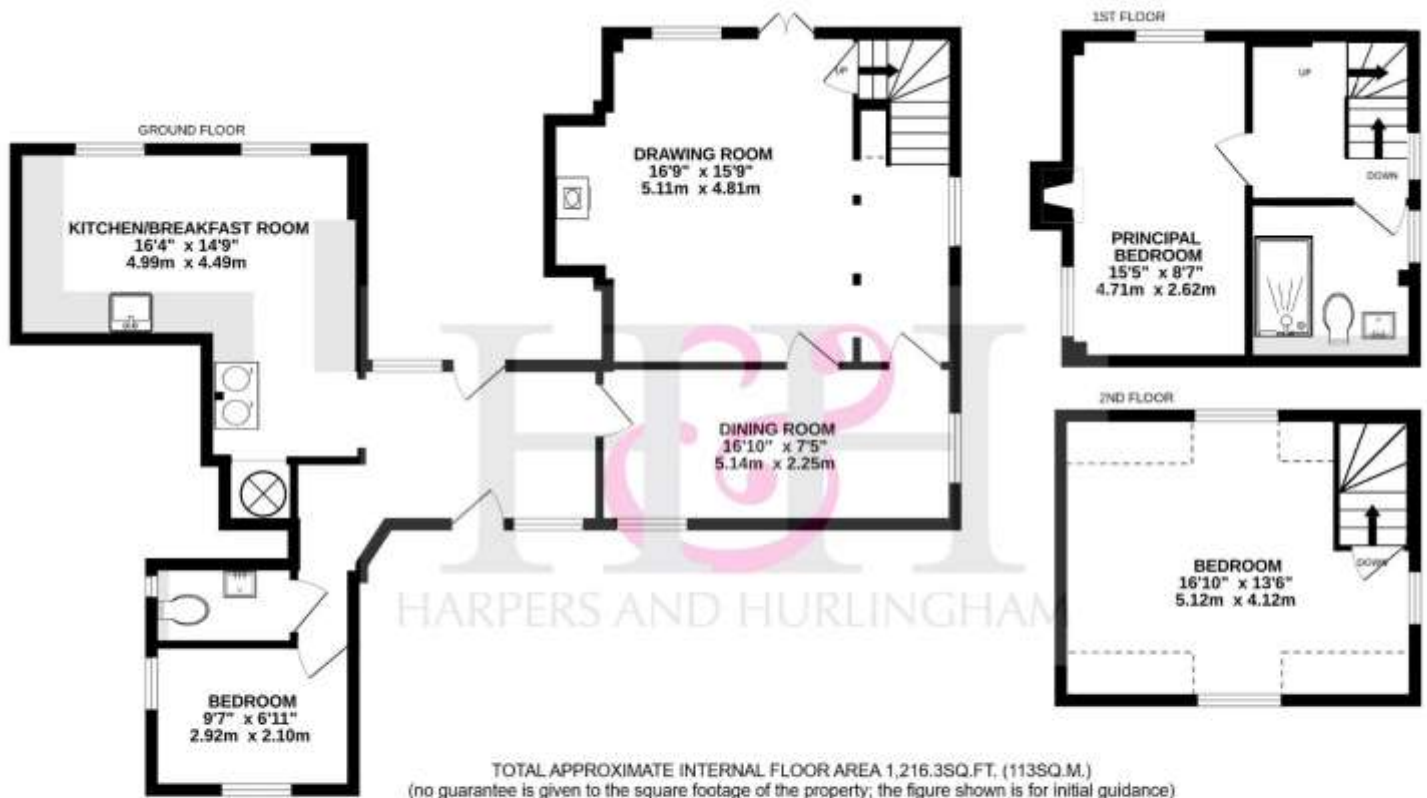 GROUND FLOOR
KITCHEN/BREAKFAST ROOM
16'4" x 14'9"
4.99m x 4.49m
DRAWING ROOM
16'9" x 15'9"
5.11m x 4.81m
UP
DINING ROOM
16'10" x 7'5"
5.14m x 2.25m
BEDROOM
9'7" x 6'11"
2.92m x 2.10m
1ST FLOOR
UP
DOWN
PRINCIPAL
BEDROOM
15'5" x 8'7"
4.71m x 2.62m
2ND FLOOR
BEDROOM
16'10" x 13'6"
5.12m x 4.12m
DOWN
H&H
HARPERS AND HURLINGHAM
TOTAL APPROXIMATE INTERNAL FLOOR AREA 1,216.3SQ.FT. (113SQ.M.)
(no guarantee is given to the square footage of the property; the figure shown is for initial guidance)